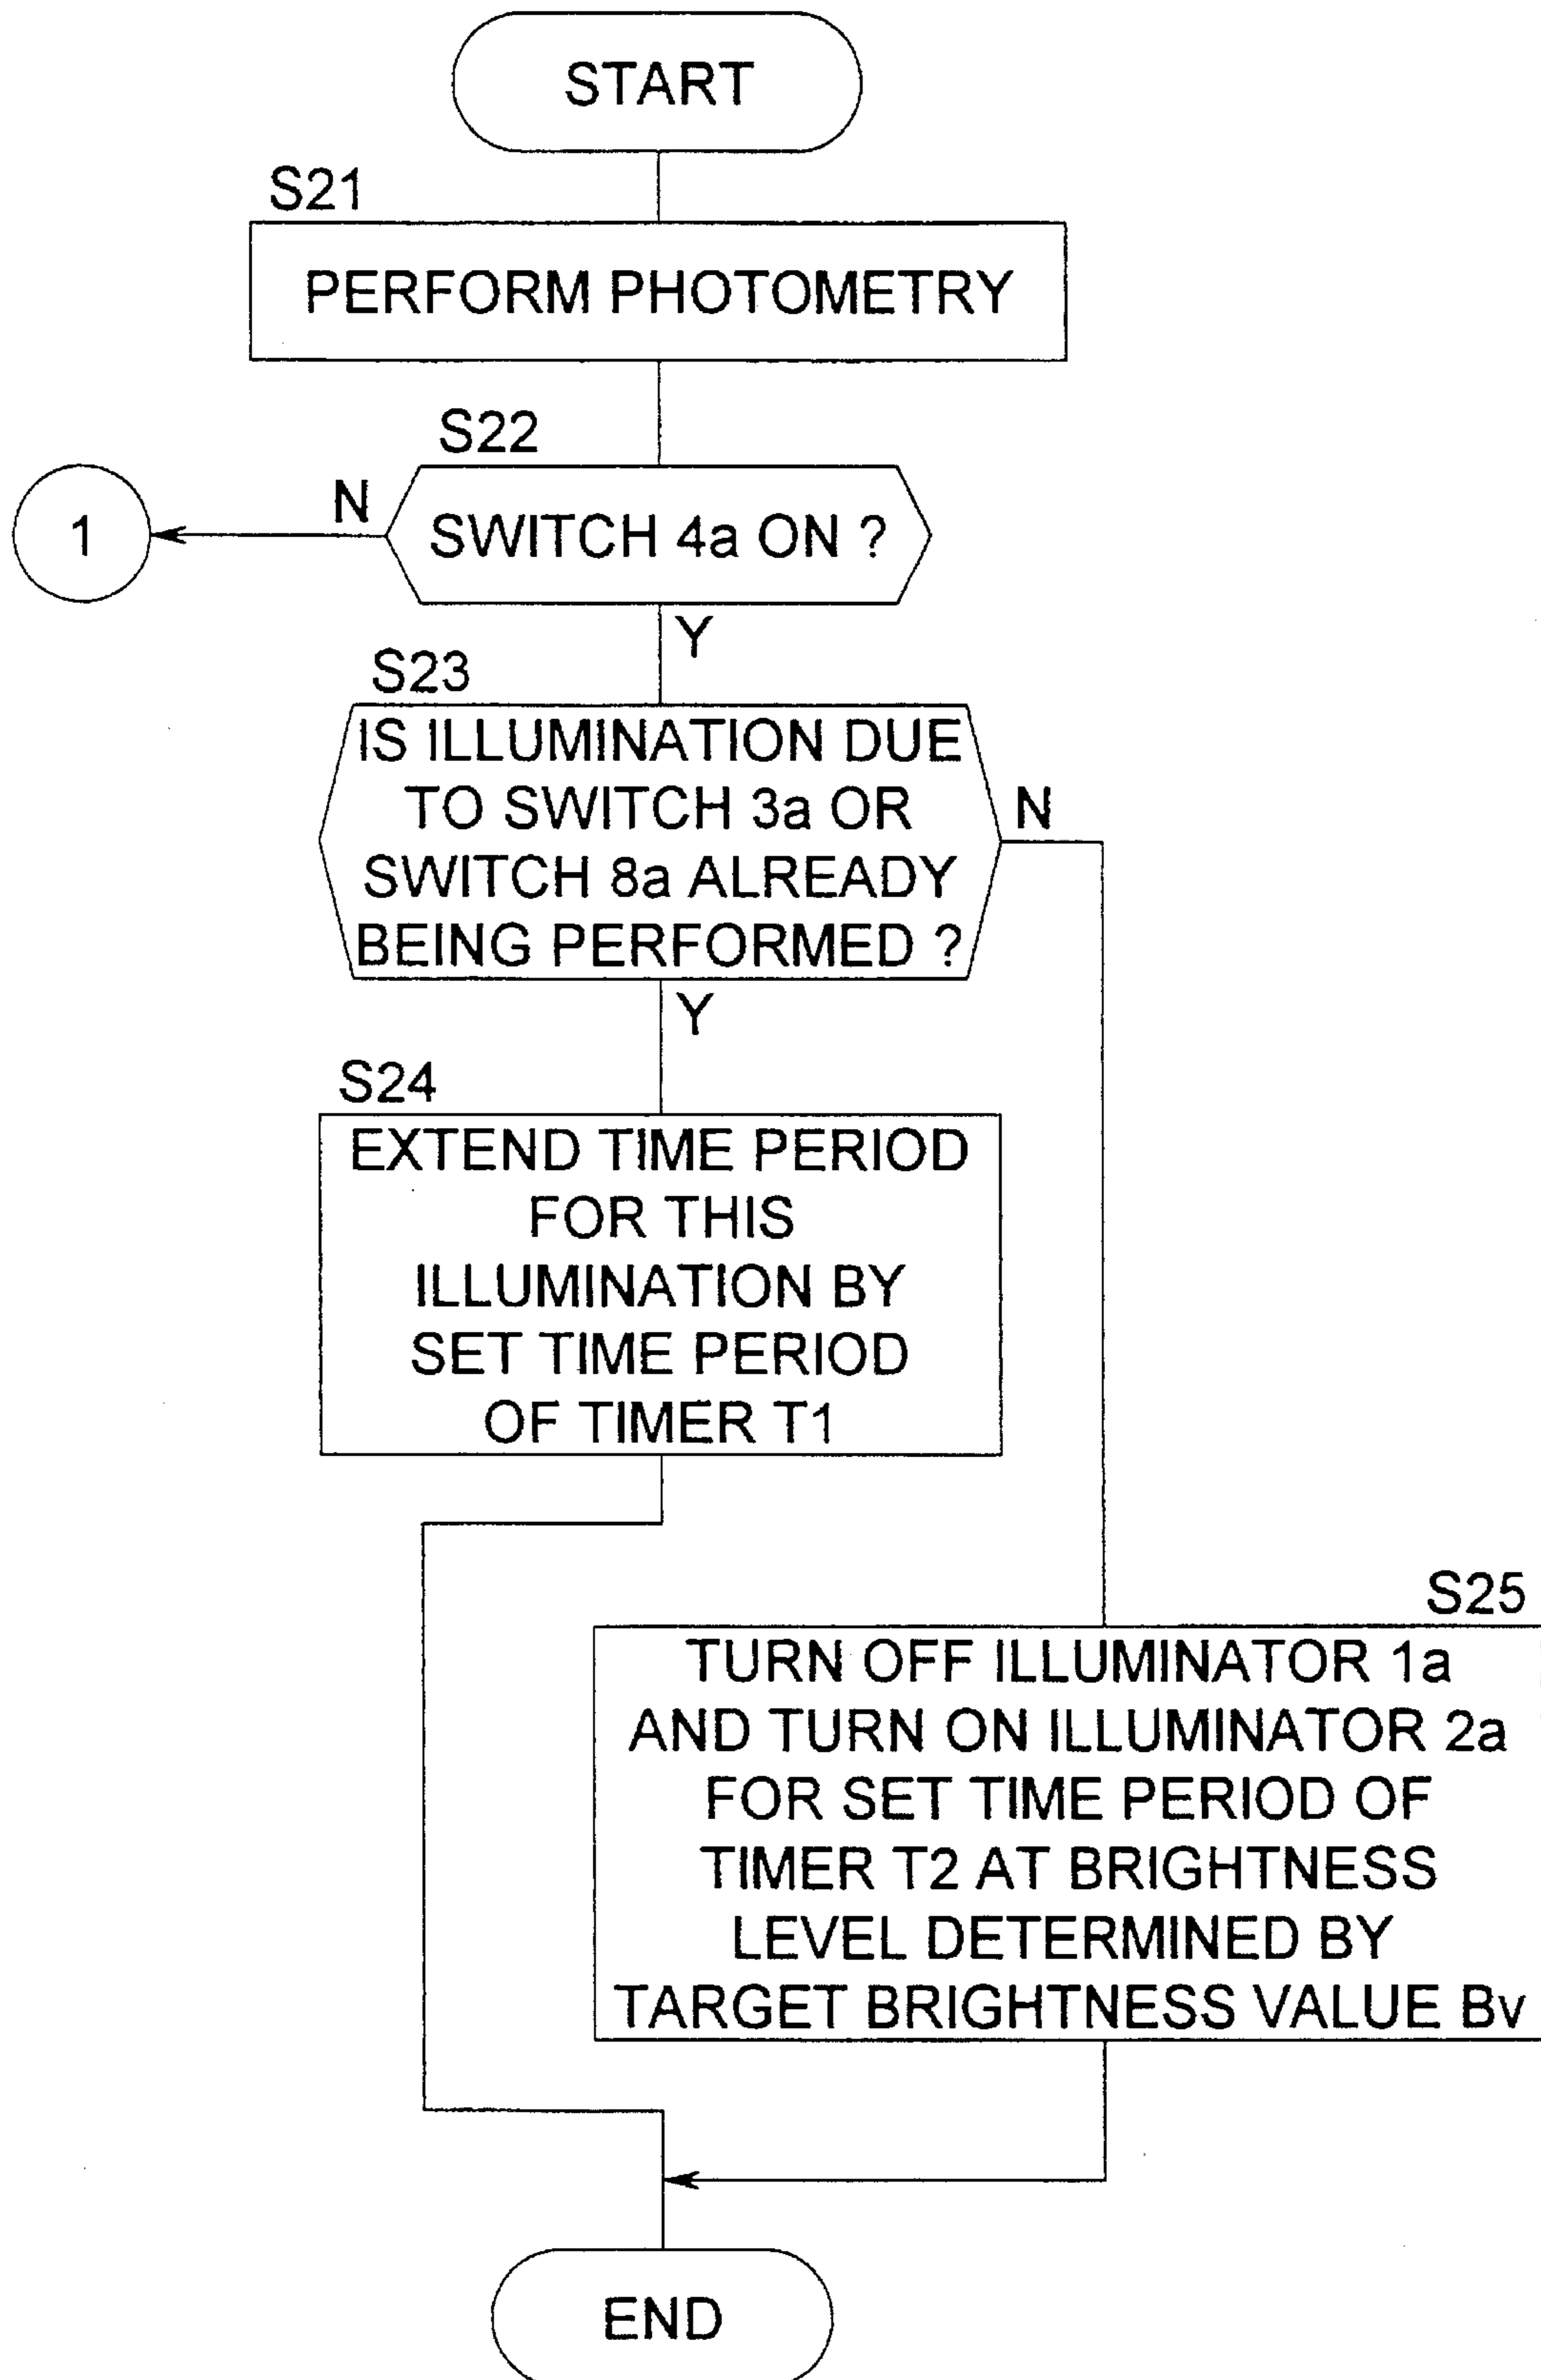 START
S21
PERFORM PHOTOMETRY
S22
1
N
SWITCH 4a ON ?
Y
S23
IS ILLUMINATION DUE
TO SWITCH 3a OR
SWITCH 8a ALREADY
BEING PERFORMED ?
N
Y
S24
EXTEND TIME PERIOD
FOR THIS
ILLUMINATION BY
SET TIME PERIOD
OF TIMER T1
S25
TURN OFF ILLUMINATOR 1a
AND TURN ON ILLUMINATOR 2a
FOR SET TIME PERIOD OF
TIMER T2 AT BRIGHTNESS
LEVEL DETERMINED BY
TARGET BRIGHTNESS VALUE Bv
END